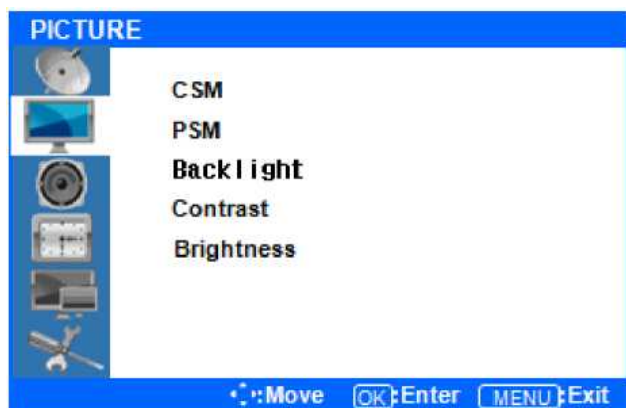 PICTURE
CSM
PSM
Backlight
Contrast
Brightness
:Move OK:Enter MENU:Exit